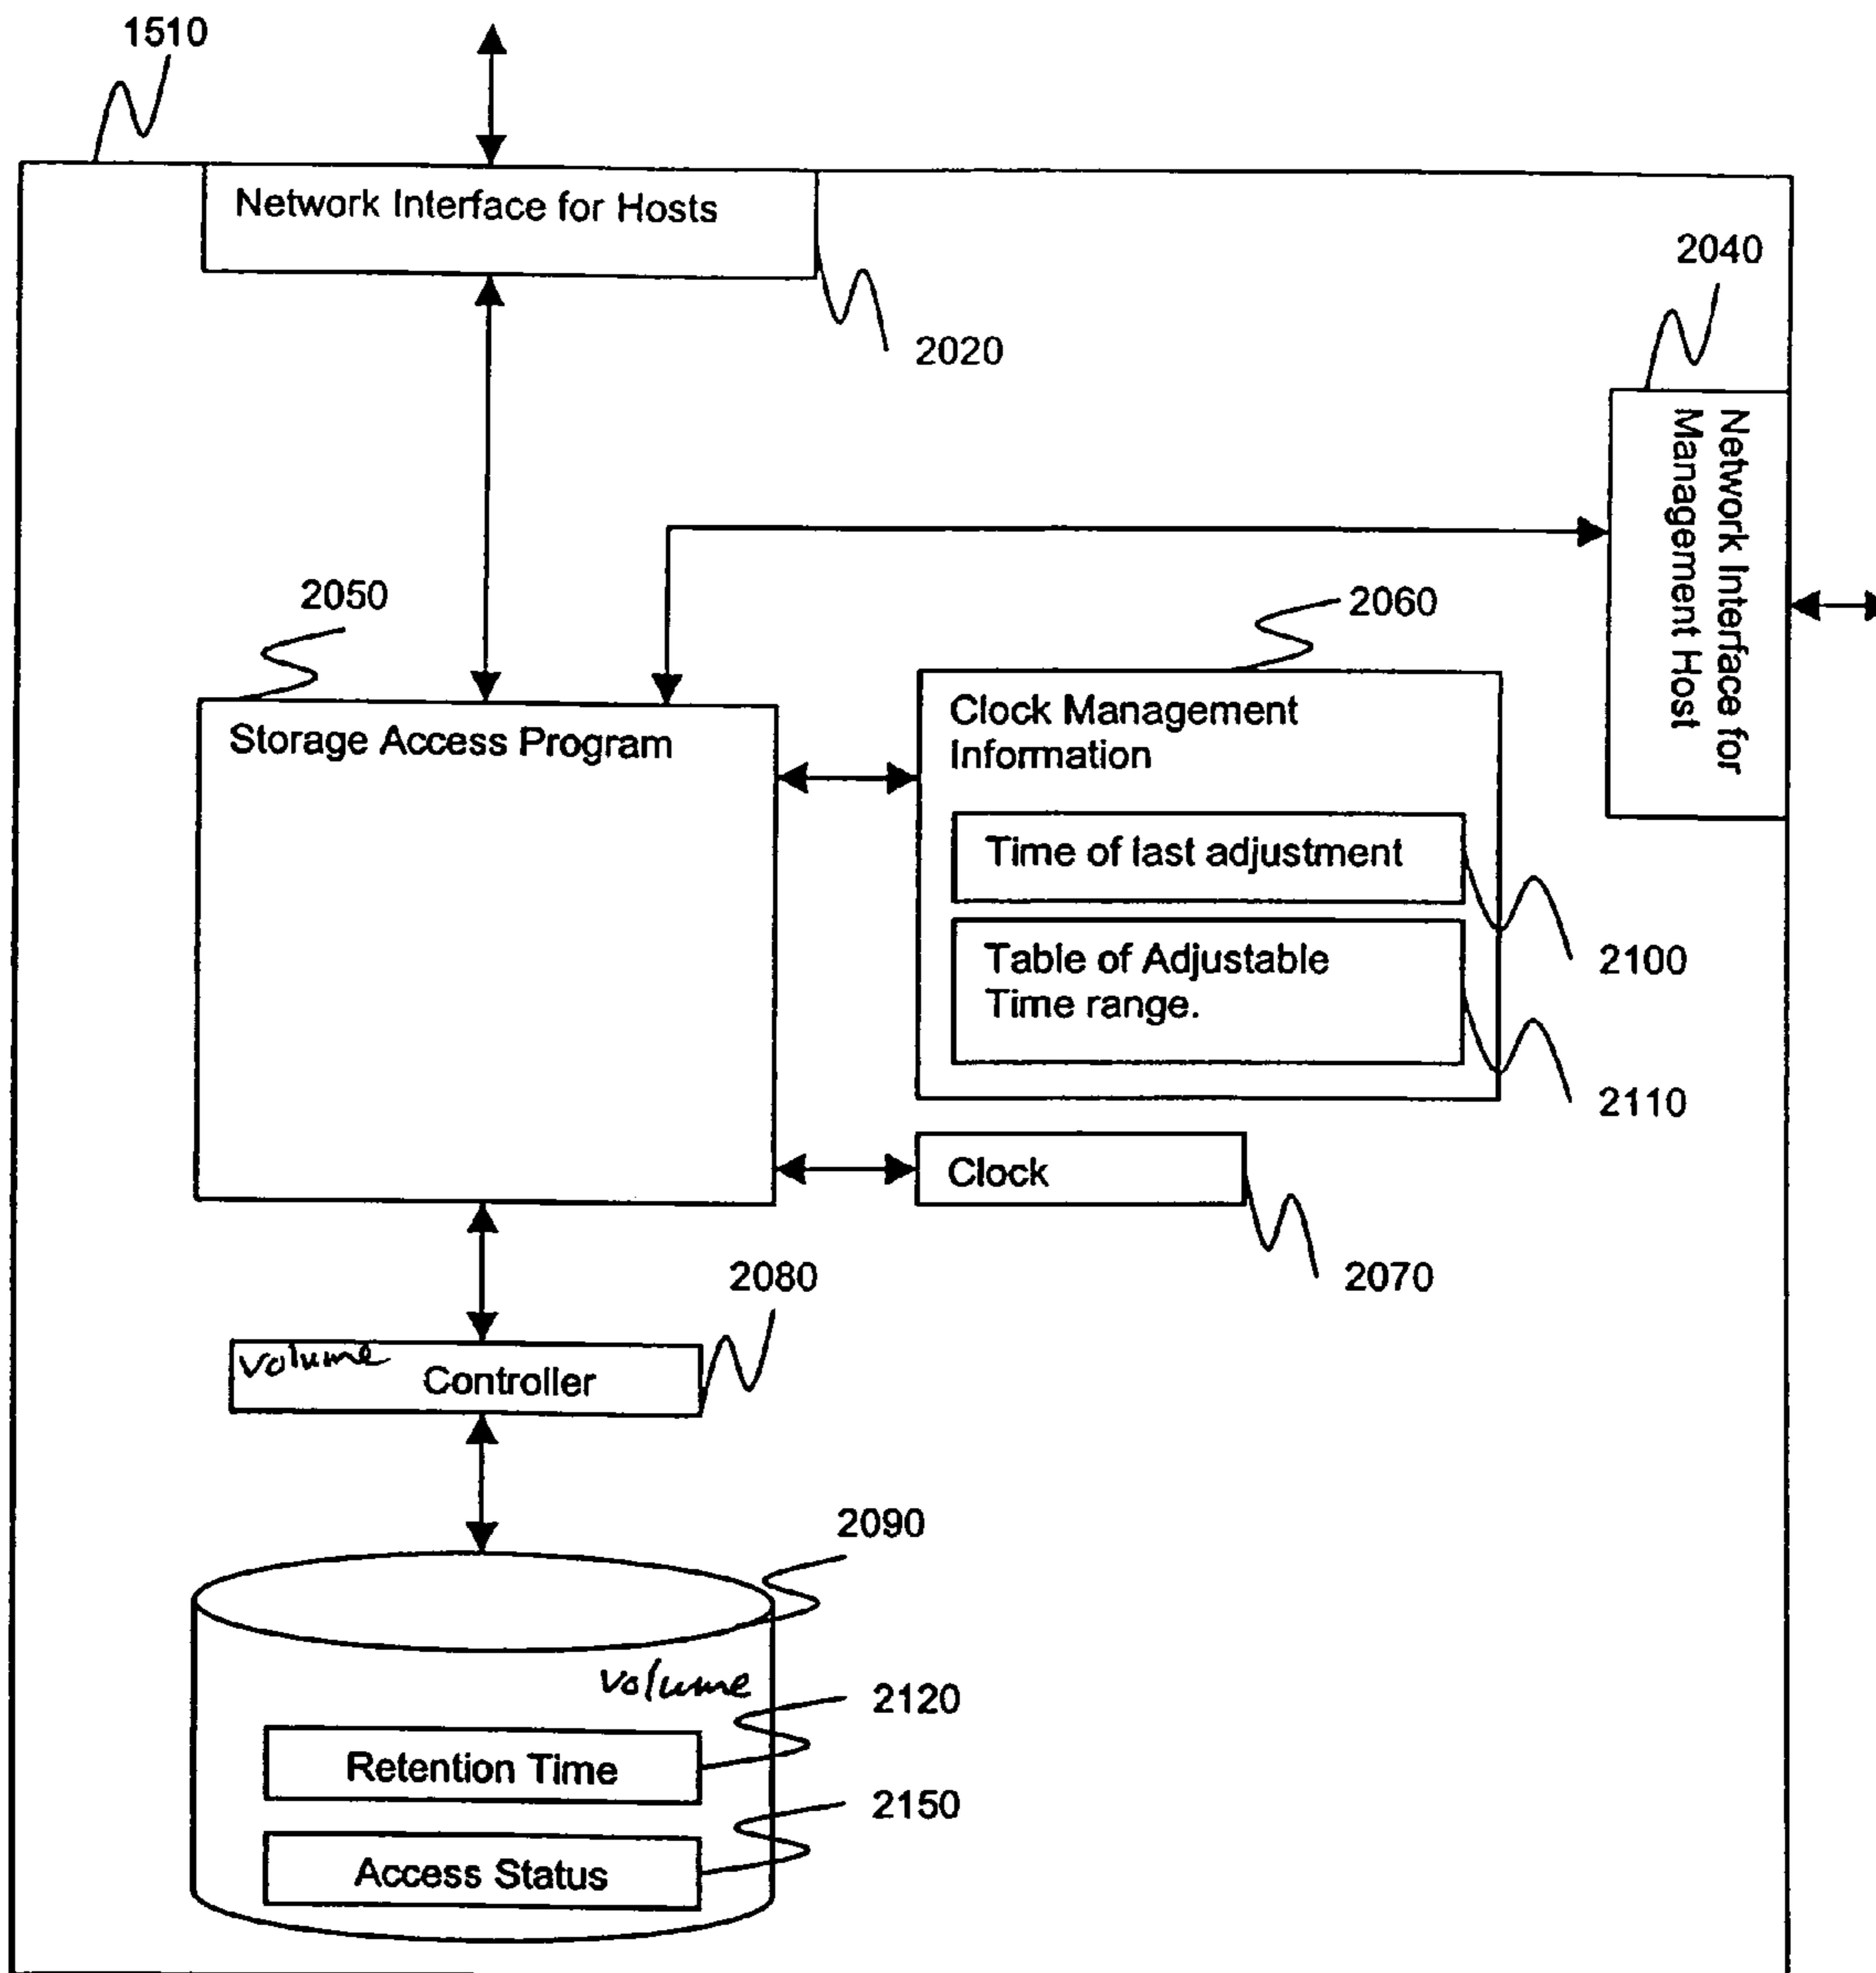 1510
Network Interface for Hosts
2020
2040
Network Interface for
Management Host
2050
2060
Storage Access Program
Clock Management
Information
Time of last adjustment
2100
Table of Adjustable
Time range.
2110
Clock
2070
2080
volume Controller
2090
volume
2120
Retention Time
2150
Access Status